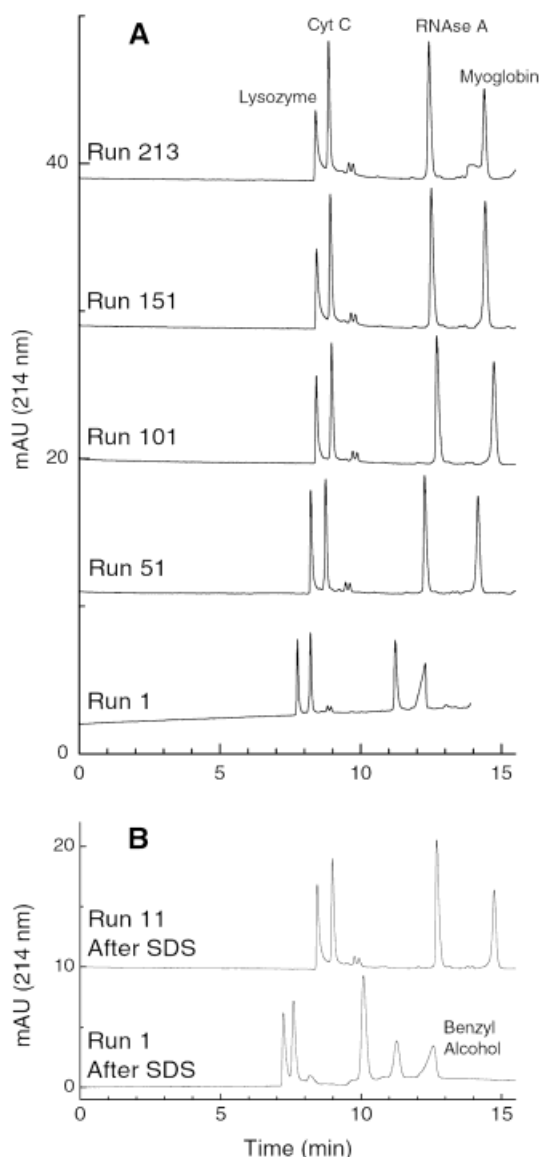 A
Cyt C
RNAse A
Lysozyme
Myoglobin
Run 213
40
Run 151
mAU (214 nm)
Run 101
20
Run 51
Run 1
0
0 5 10 15
B
20
Run 11
After SDS
mAU (214 nm)
10
Run 1
After SDS
Benzyl
Alcohol
0
0 5 10 15
Time (min)